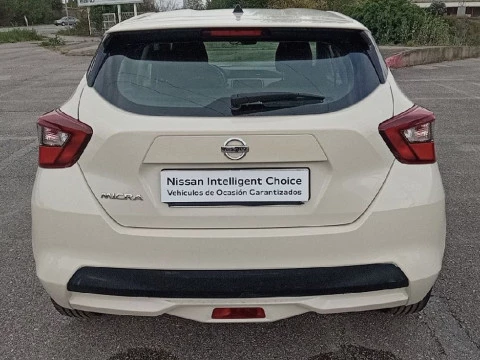 NISSAN
MICRA
Nissan Intelligent Choice
Vehículos de Ocasión Garantizados